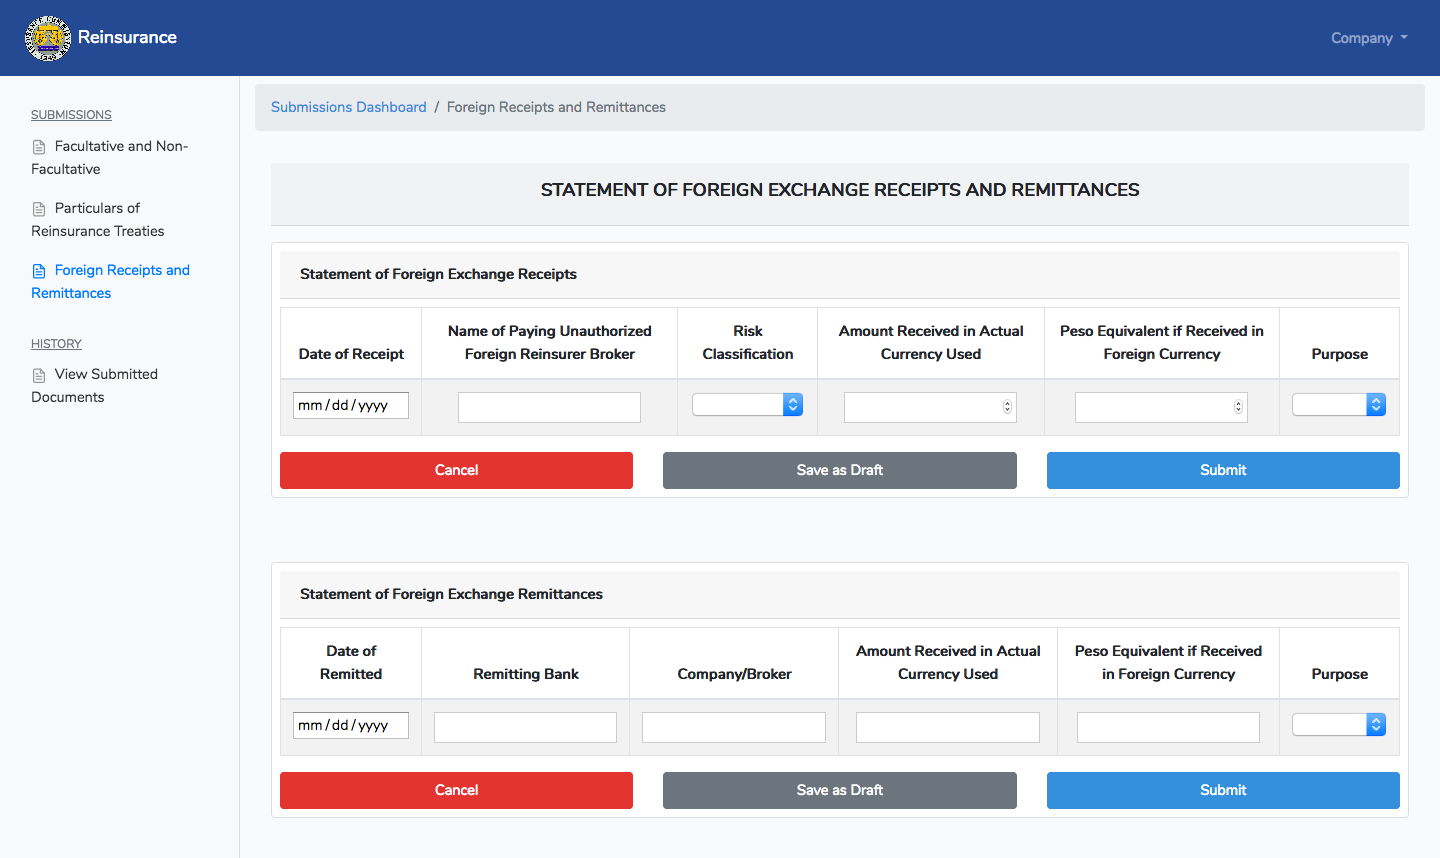 Reinsurance
Company
SUBMISSIONS
Facultative and Non-
Facultative
Particulars of
Reinsurance Treaties
Foreign Receipts and
Remittances
HISTORY
View Submitted
Documents
Submissions Dashboard / Foreign Receipts and Remittances
STATEMENT OF FOREIGN EXCHANGE RECEIPTS AND REMITTANCES
Statement of Foreign Exchange Receipts
Date of Receipt
Name of Paying Unauthorized
Foreign Reinsurer Broker
Risk
Classification
Amount Received in Actual
Currency Used
Peso Equivalent if Received in
Foreign Currency
Purpose
mm/dd/yyyy
Cancel
Save as Draft
Submit
Statement of Foreign Exchange Remittances
Date of
Remitted
Remitting Bank
Company/Broker
Amount Received in Actual
Currency Used
Peso Equivalent if Received
in Foreign Currency
Purpose
mm/dd/yyyy
Cancel
Save as Draft
Submit